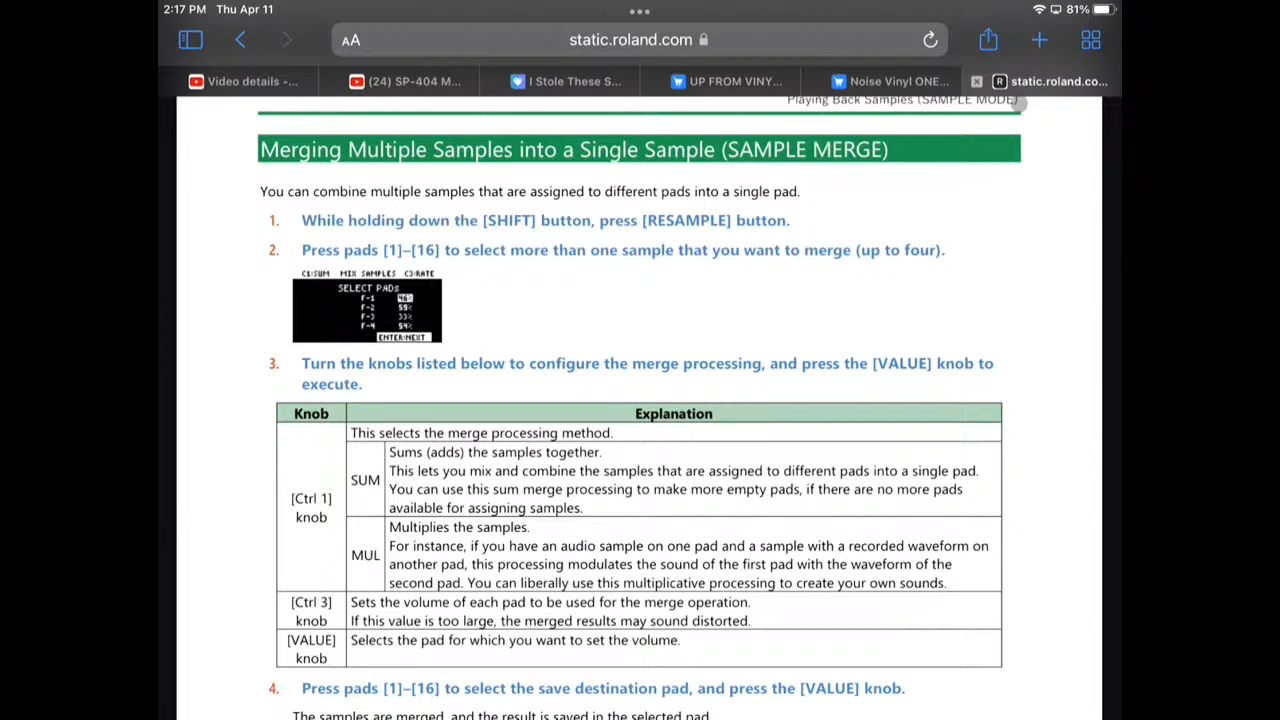 2:17 PM Thu Apr 11
81%
AA
static.roland.com
Video details -...
(24) SP-404 M...
I Stole These S...
UP FROM VINY...
Noise Vinyl ONE...
R static.roland.co...
Playing Back Samples (SAMPLE MODE)
Merging Multiple Samples into a Single Sample (SAMPLE MERGE)
You can combine multiple samples that are assigned to different pads into a single pad.
1. While holding down the [SHIFT] button, press [RESAMPLE] button.
2. Press pads [1]–[16] to select more than one sample that you want to merge (up to four).
C1:SUM MIX SAMPLES C3:RATE
SELECT PADS
F-1 46%
F-2 55%
F-3 33%
F-4 54%
ENTER:NEXT
3. Turn the knobs listed below to configure the merge processing, and press the [VALUE] knob to
execute.
Knob Explanation
[Ctrl 1]
knob
This selects the merge processing method.
SUM
Sums (adds) the samples together.
This lets you mix and combine the samples that are assigned to different pads into a single pad.
You can use this sum merge processing to make more empty pads, if there are no more pads
available for assigning samples.
MUL
Multiplies the samples.
For instance, if you have an audio sample on one pad and a sample with a recorded waveform on
another pad, this processing modulates the sound of the first pad with the waveform of the
second pad. You can liberally use this multiplicative processing to create your own sounds.
[Ctrl 3]
knob
Sets the volume of each pad to be used for the merge operation.
If this value is too large, the merged results may sound distorted.
[VALUE]
knob
Selects the pad for which you want to set the volume.
4. Press pads [1]–[16] to select the save destination pad, and press the [VALUE] knob.
The samples are merged, and the result is saved in the selected pad.